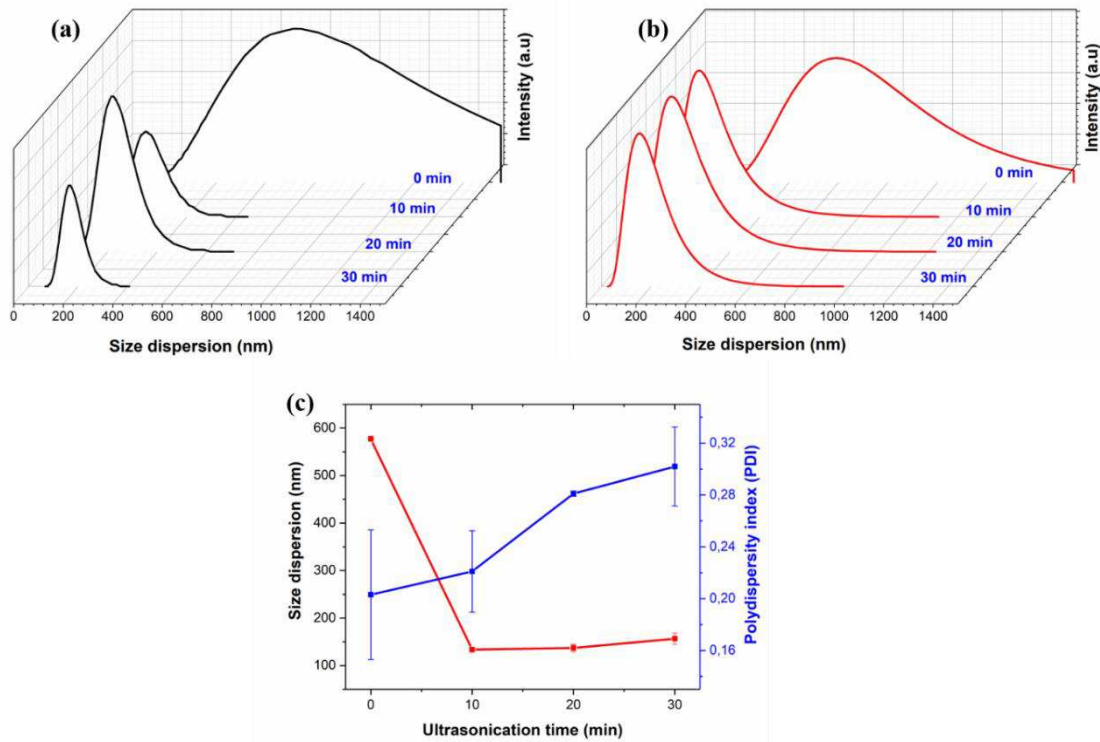 (a)
Intensity (a.u)
0 min
10 min
20 min
30 min
0 200 400 600 800 1000 1200 1400
Size dispersion (nm)
(b)
Intensity (a.u)
0 min
10 min
20 min
30 min
0 200 400 600 800 1000 1200 1400
Size dispersion (nm)
(c)
600
500
400
300
200
100
Size dispersion (nm)
0,32
0,28
0,24
0,20
0,16
Polydispersity index (PDI)
0 10 20 30
Ultrasonication time (min)